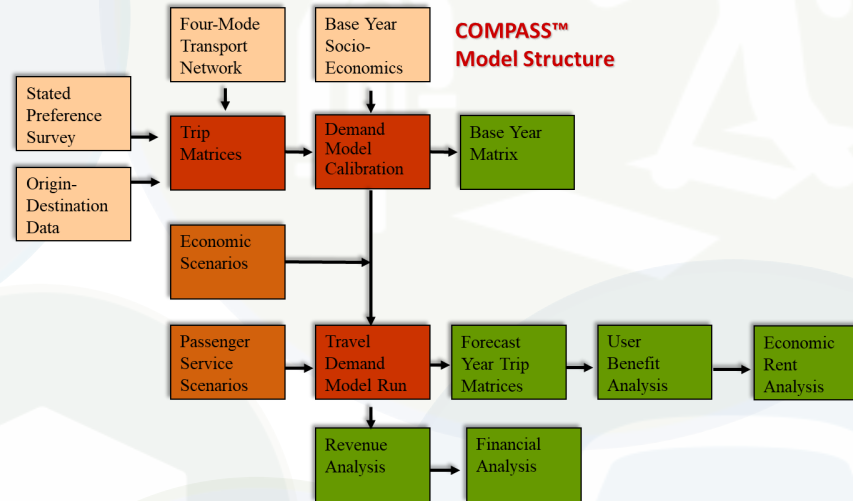 COMPASS™
Model Structure
Four-Mode
Transport
Network
Base Year
Socio-
Economics
Stated
Preference
Survey
Trip
Matrices
Demand
Model
Calibration
Base Year
Matrix
Origin-
Destination
Data
Economic
Scenarios
Passenger
Service
Scenarios
Travel
Demand
Model Run
Forecast
Year Trip
Matrices
User
Benefit
Analysis
Economic
Rent
Analysis
Revenue
Analysis
Financial
Analysis